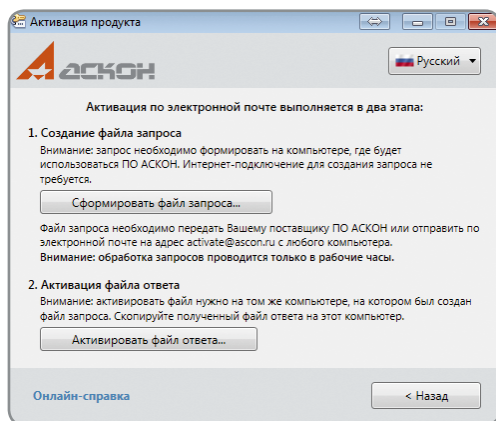 Активация продукта
АСКОН
Русский
Активация по электронной почте выполняется в два этапа:
1. Создание файла запроса
Внимание: запрос необходимо формировать на компьютере, где будет
использоваться ПО АСКОН. Интернет-подключение для создания запроса не
требуется.
Сформировать файл запроса...
Файл запроса необходимо передать Вашему поставщику ПО АСКОН или отправить по
электронной почте на адрес activate@ascon.ru с любого компьютера.
Внимание: обработка запросов проводится только в рабочие часы.
2. Активация файла ответа
Внимание: активировать файл нужно на том же компьютере, на котором был создан
файл запроса. Скопируйте полученный файл ответа на этот компьютер.
Активировать файл ответа...
Онлайн-справка
< Назад